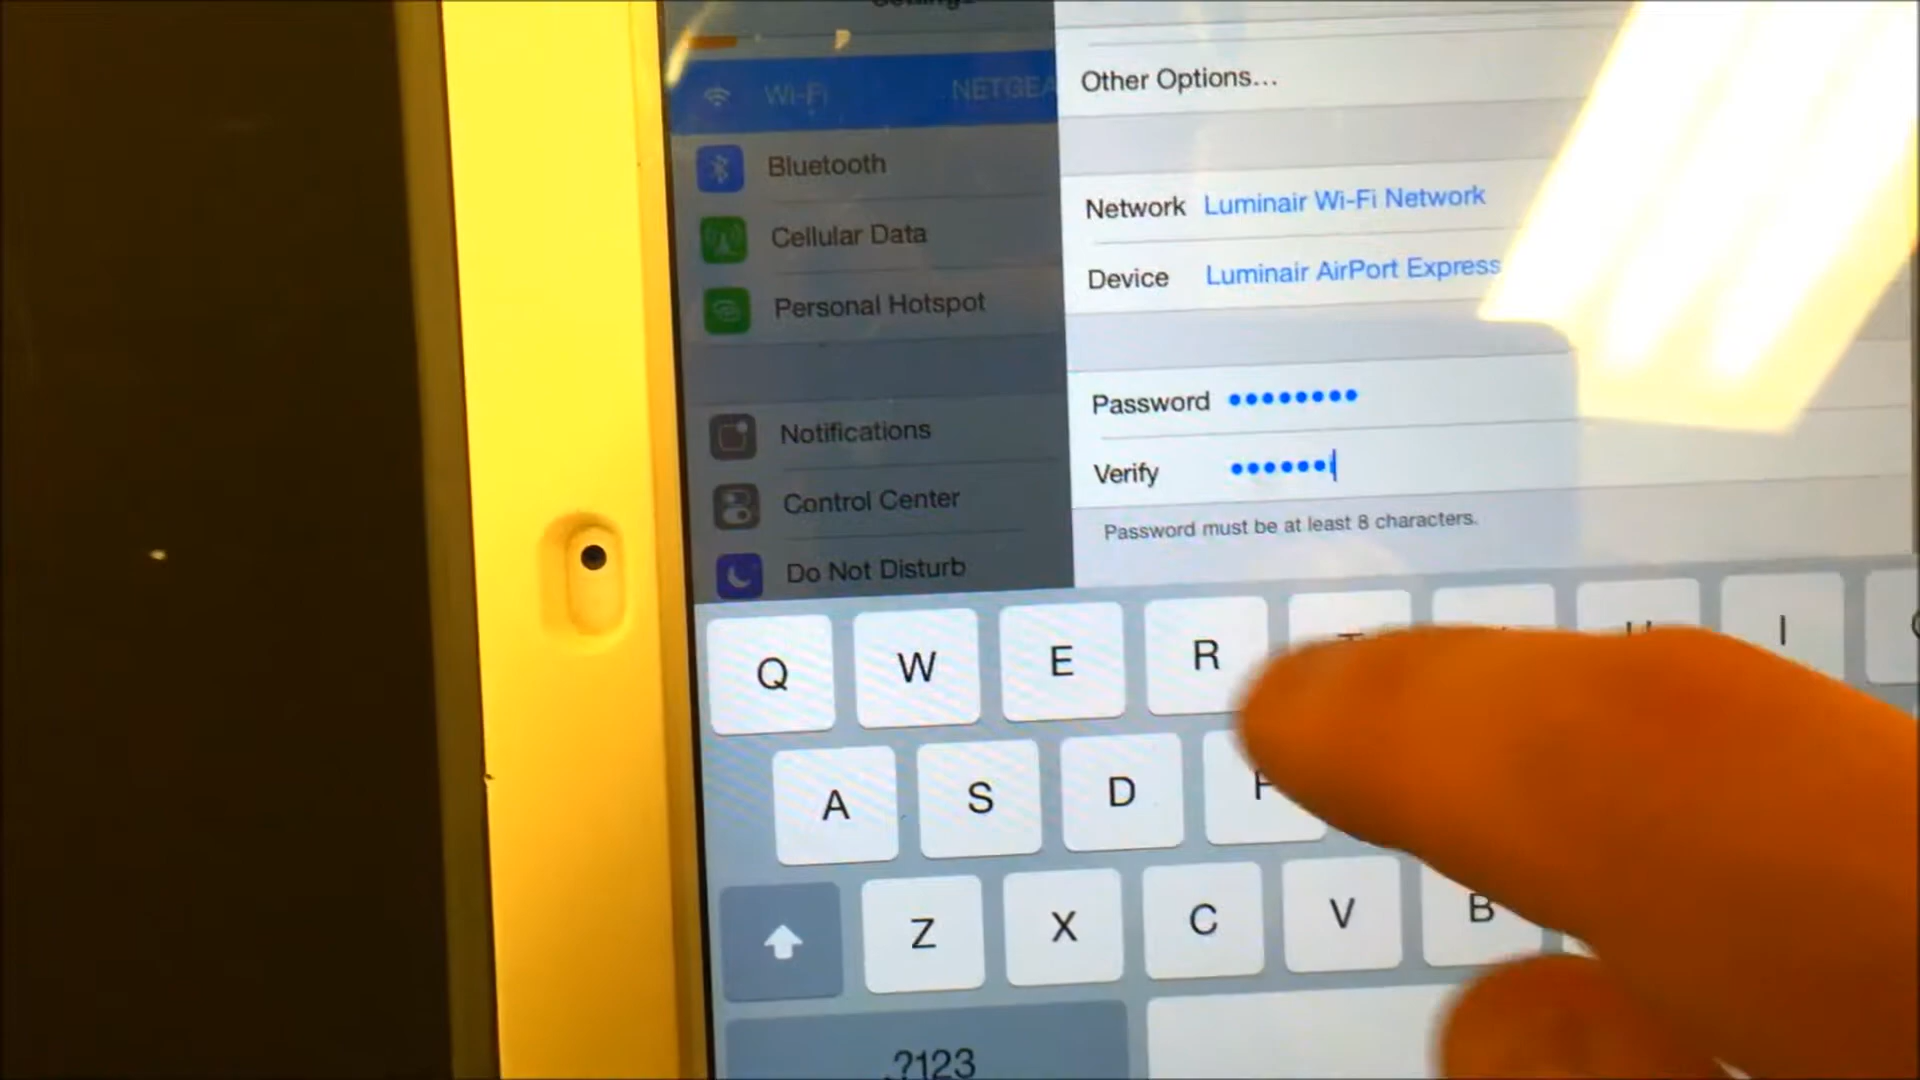 Settings
Wi-Fi NETGEA
Bluetooth
Cellular Data
Personal Hotspot
Notifications
Control Center
Do Not Disturb
Other Options...
Network Luminair Wi-Fi Network
Device Luminair AirPort Express
Password ••••••••
Verify ••••••
Password must be at least 8 characters.
Q W E R T U I
A S D F
Z X C V B
.?123